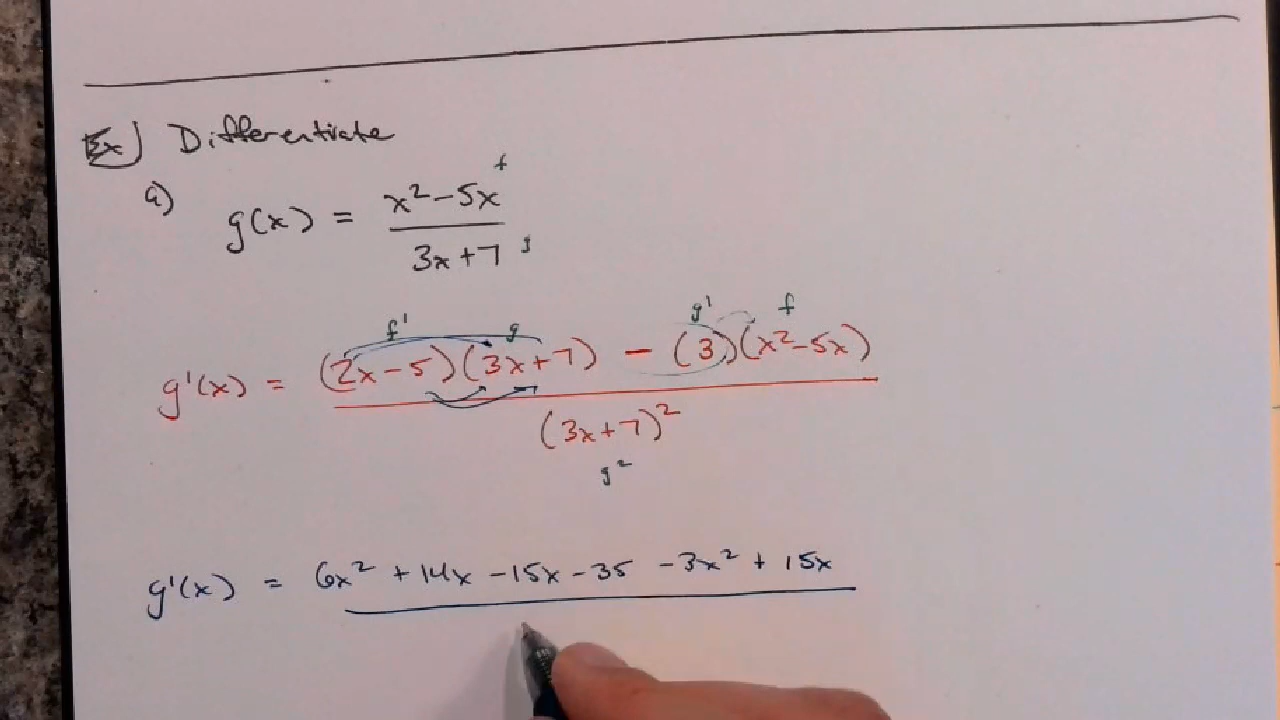 Ex) Differentiate
a) g(x) = x² - 5x f
3x + 7 g
f' g g' f
g'(x) = (2x - 5)(3x + 7) - (3)(x² - 5x)
(3x + 7)²
g²
g'(x) = 6x² + 14x - 15x - 35 - 3x² + 15x